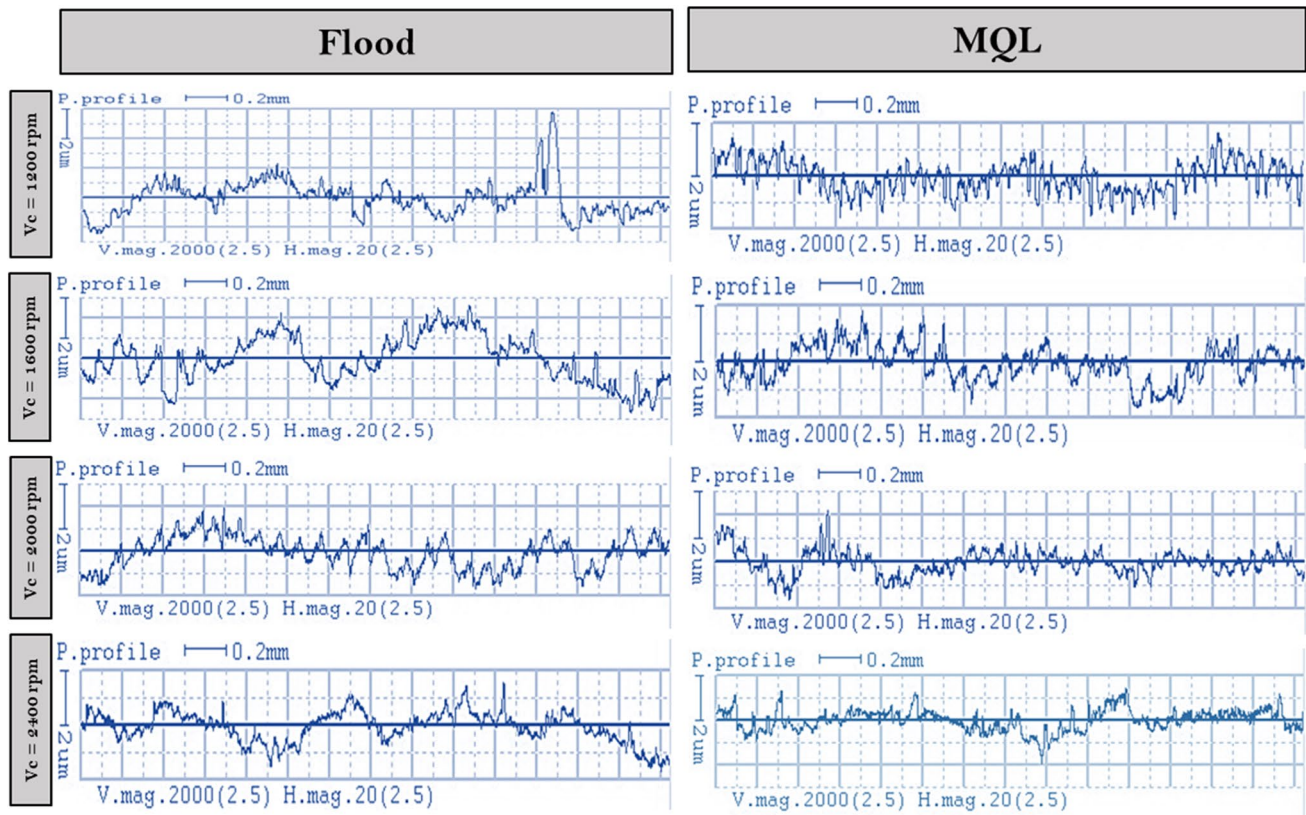 Flood
MQL
Vc = 1200 rpm
P.profile 0.2mm
2um
V.mag.2000(2.5) H.mag.20(2.5)
P.profile 0.2mm
2um
V.mag.2000(2.5) H.mag.20(2.5)
Vc = 1600 rpm
P.profile 0.2mm
2um
V.mag.2000(2.5) H.mag.20(2.5)
P.profile 0.2mm
2um
V.mag.2000(2.5) H.mag.20(2.5)
Vc = 2000 rpm
P.profile 0.2mm
2um
V.mag.2000(2.5) H.mag.20(2.5)
P.profile 0.2mm
2um
V.mag.2000(2.5) H.mag.20(2.5)
Vc = 2400 rpm
P.profile 0.2mm
2um
V.mag.2000(2.5) H.mag.20(2.5)
P.profile 0.2mm
2um
V.mag.2000(2.5) H.mag.20(2.5)